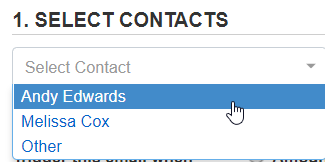 1. SELECT CONTACTS
Select Contact
Andy Edwards
Melissa Cox
Other